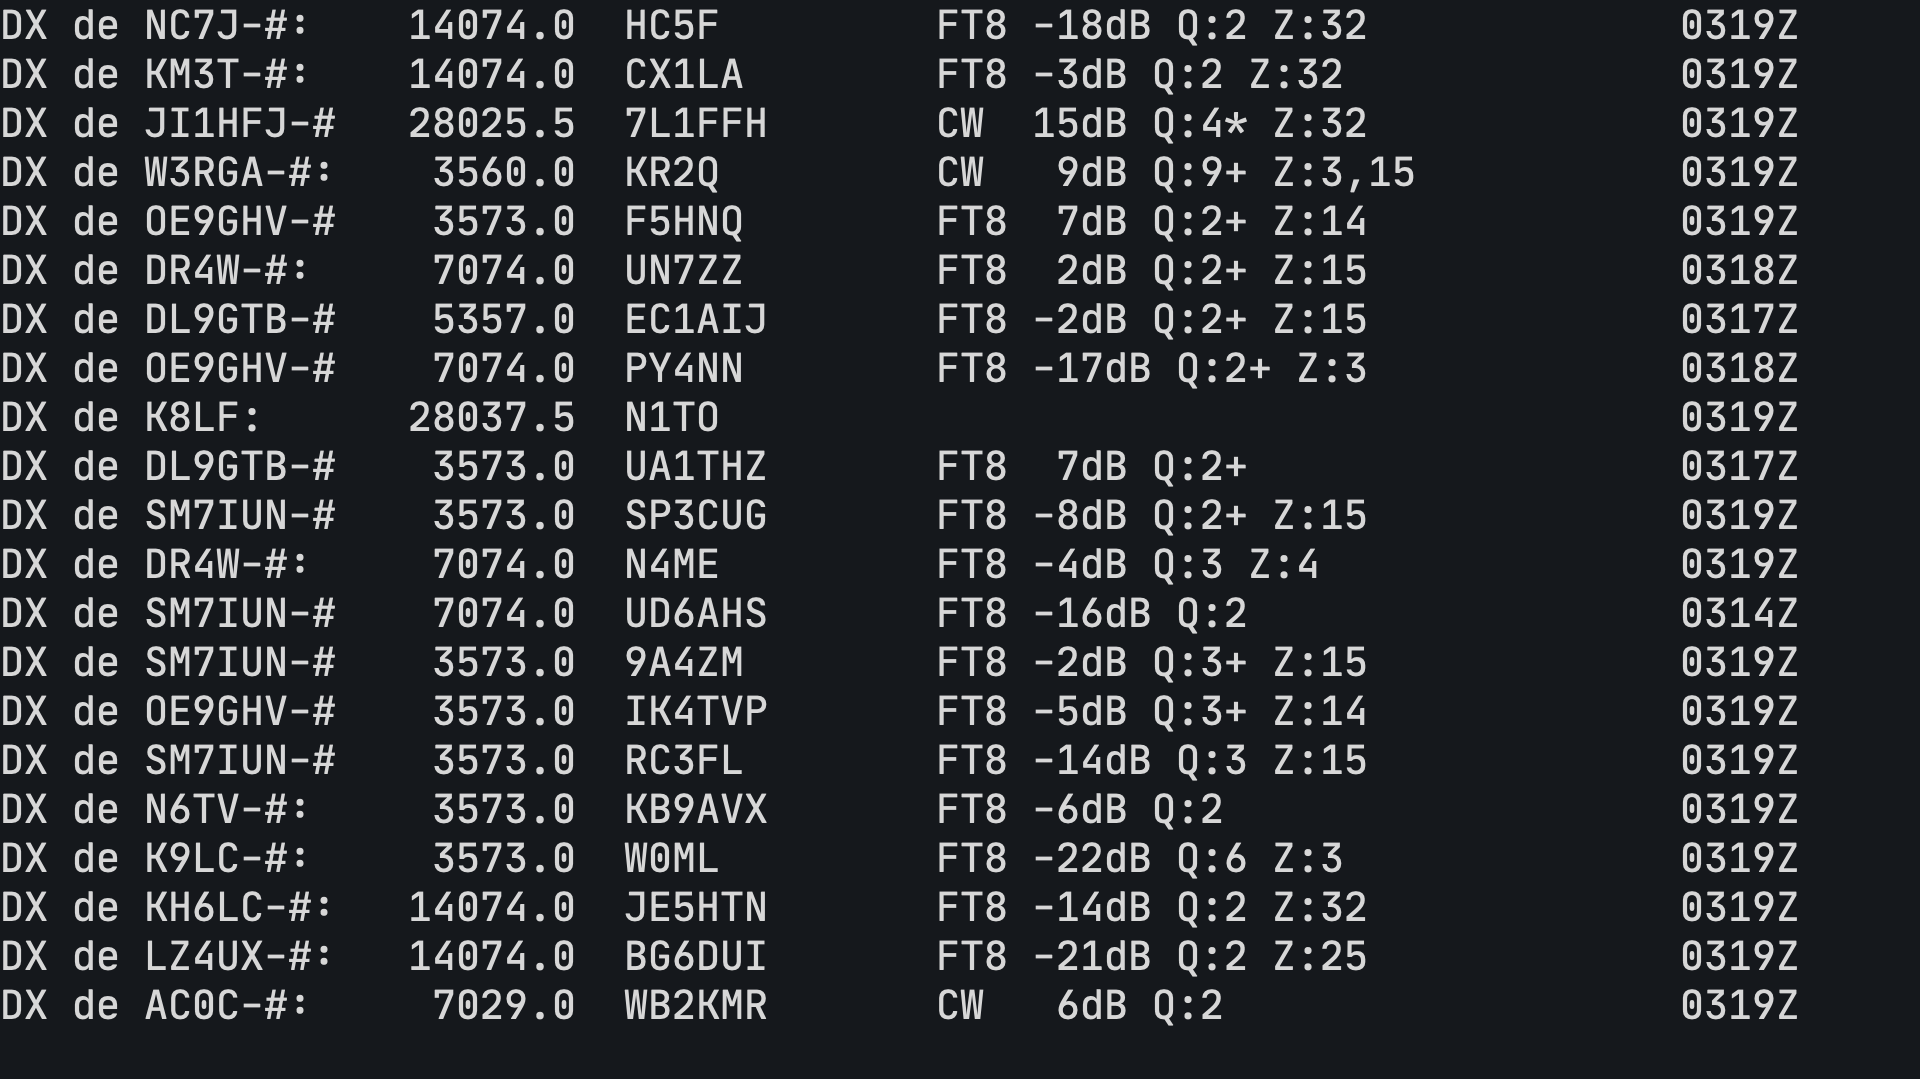 DX de NC7J-#:    14074.0  HC5F         FT8 -18dB Q:2 Z:32             0319Z
DX de KM3T-#:    14074.0  CX1LA        FT8 -3dB Q:2 Z:32              0319Z
DX de JI1HFJ-#   28025.5  7L1FFH       CW  15dB Q:4* Z:32             0319Z
DX de W3RGA-#:    3560.0  KR2Q         CW   9dB Q:9+ Z:3,15           0319Z
DX de OE9GHV-#    3573.0  F5HNQ        FT8  7dB Q:2+ Z:14             0319Z
DX de DR4W-#:     7074.0  UN7ZZ        FT8  2dB Q:2+ Z:15             0318Z
DX de DL9GTB-#    5357.0  EC1AIJ       FT8 -2dB Q:2+ Z:15             0317Z
DX de OE9GHV-#    7074.0  PY4NN        FT8 -17dB Q:2+ Z:3             0318Z
DX de K8LF:      28037.5  N1TO                                        0319Z
DX de DL9GTB-#    3573.0  UA1THZ       FT8  7dB Q:2+                  0317Z
DX de SM7IUN-#    3573.0  SP3CUG       FT8 -8dB Q:2+ Z:15             0319Z
DX de DR4W-#:     7074.0  N4ME         FT8 -4dB Q:3 Z:4               0319Z
DX de SM7IUN-#    7074.0  UD6AHS       FT8 -16dB Q:2                  0314Z
DX de SM7IUN-#    3573.0  9A4ZM        FT8 -2dB Q:3+ Z:15             0319Z
DX de OE9GHV-#    3573.0  IK4TVP       FT8 -5dB Q:3+ Z:14             0319Z
DX de SM7IUN-#    3573.0  RC3FL        FT8 -14dB Q:3 Z:15             0319Z
DX de N6TV-#:     3573.0  KB9AVX       FT8 -6dB Q:2                   0319Z
DX de K9LC-#:     3573.0  W0ML         FT8 -22dB Q:6 Z:3              0319Z
DX de KH6LC-#:   14074.0  JE5HTN       FT8 -14dB Q:2 Z:32             0319Z
DX de LZ4UX-#:   14074.0  BG6DUI       FT8 -21dB Q:2 Z:25             0319Z
DX de AC0C-#:     7029.0  WB2KMR       CW   6dB Q:2                   0319Z